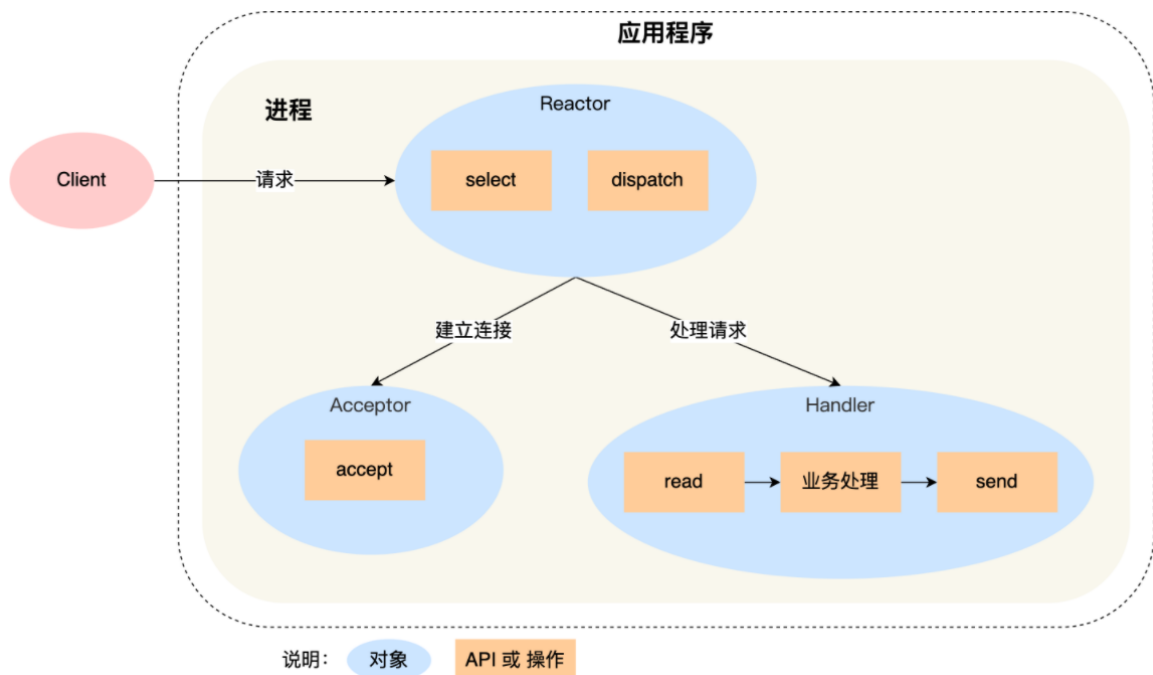 应用程序
进程
Reactor
Client
请求
select
dispatch
建立连接
处理请求
Acceptor
Handler
accept
read
业务处理
send
说明：
对象
API 或 操作